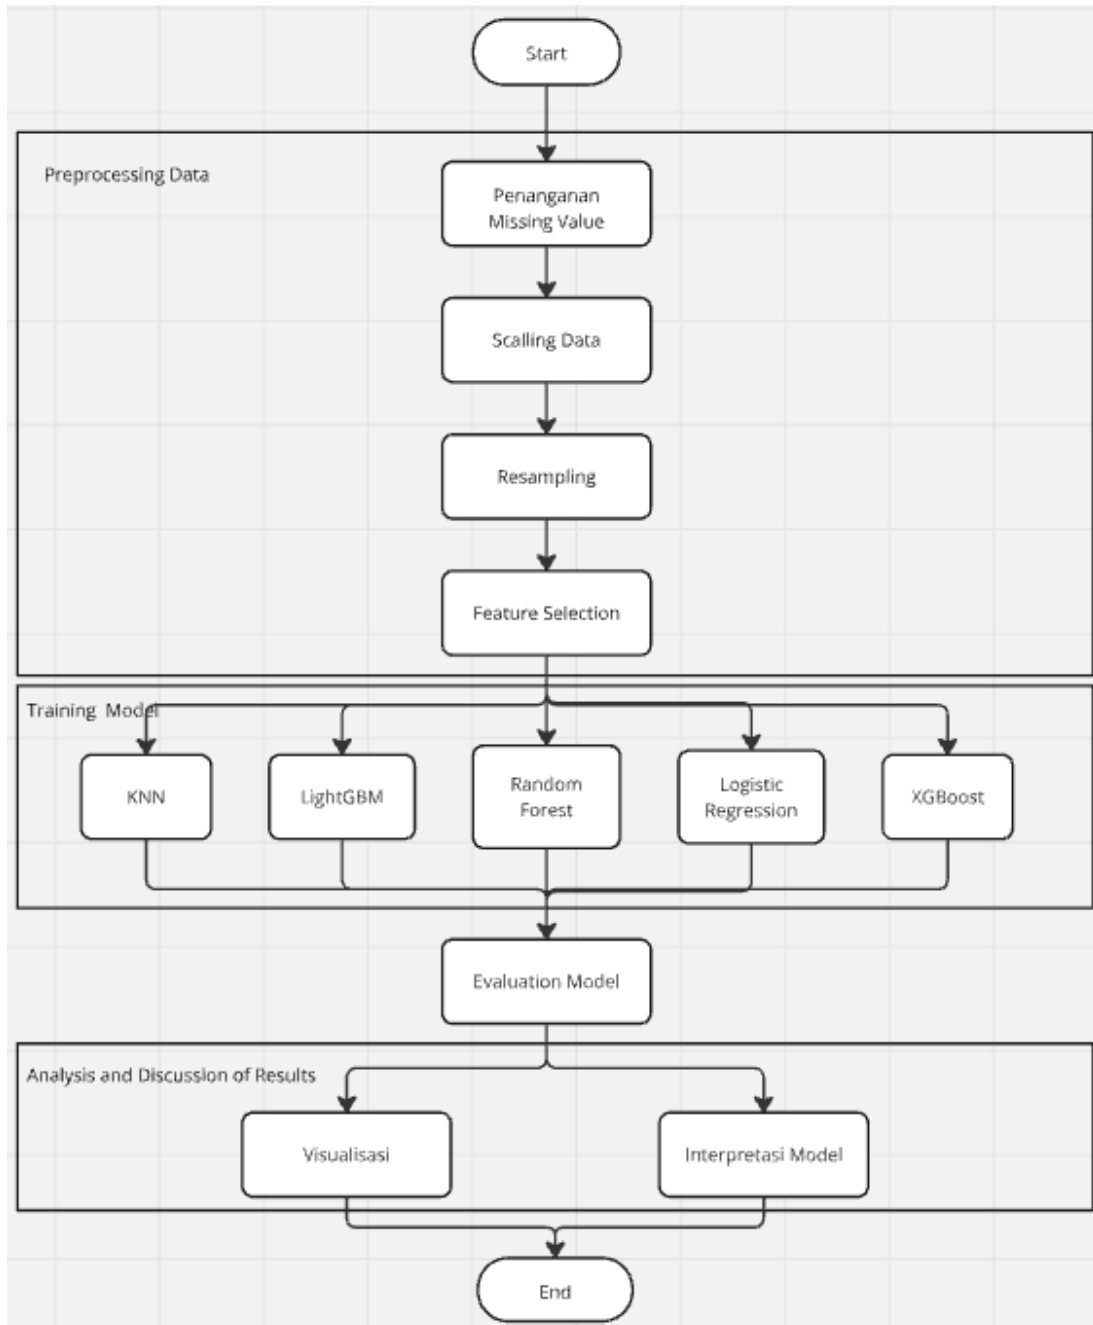 Start
Preprocessing Data
Penanganan
Missing Value
Scalling Data
Resampling
Feature Selection
Training Model
KNN
LightGBM
Random
Forest
Logistic
Regression
XGBoost
Evaluation Model
Analysis and Discussion of Results
Visualisasi
Interpretasi Model
End